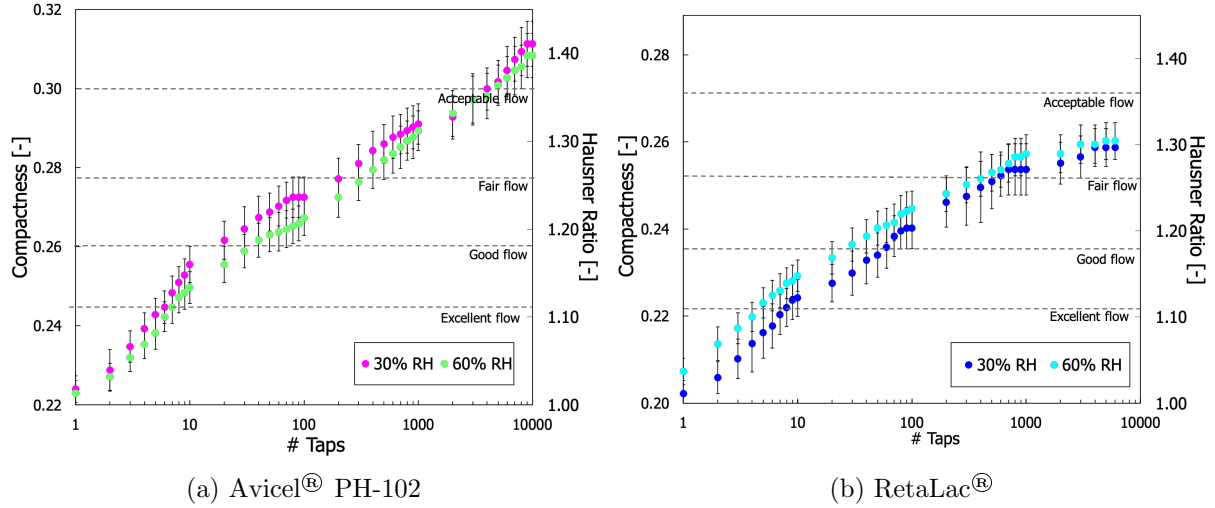 0.32
0.30
0.28
0.26
0.24
0.22
Compactness [-]
1.40
1.30
1.20
1.10
1.00
Hausner Ratio [-]
Acceptable flow
Fair flow
Good flow
Excellent flow
30% RH 60% RH
1 10 100 1000 10000
# Taps
(a) Avicel® PH-102
0.28
0.26
0.24
0.22
0.20
Compactness [-]
1.40
1.30
1.20
1.10
1.00
Hausner Ratio [-]
Acceptable flow
Fair flow
Good flow
Excellent flow
30% RH 60% RH
1 10 100 1000 10000
# Taps
(b) RetaLac®